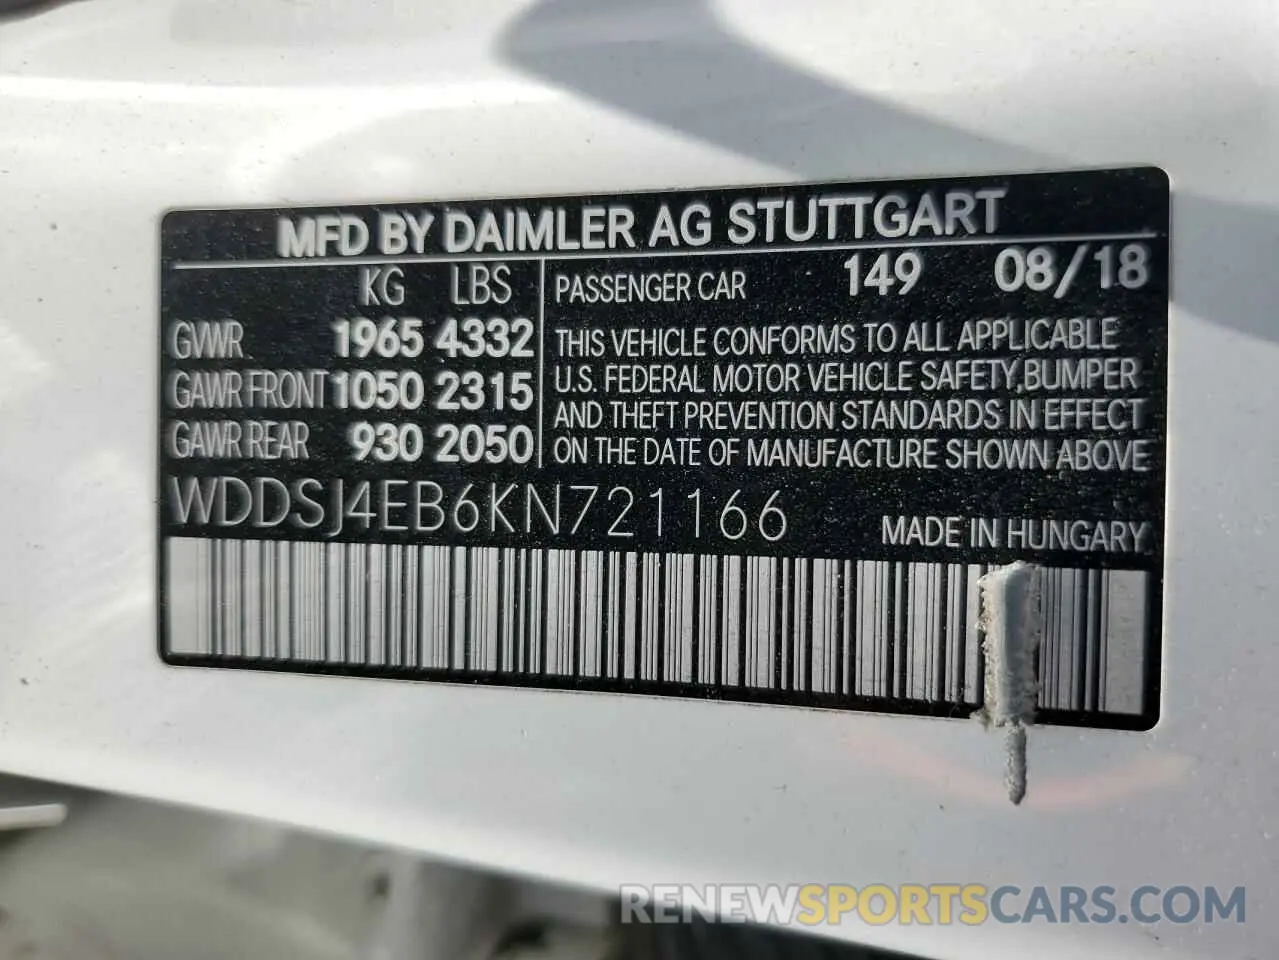 MFD BY DAIMLER AG STUTTGART
KG LBS
GVWR 1965 4332
GAWR FRONT 1050 2315
GAWR REAR 930 2050
PASSENGER CAR 149 08/18
THIS VEHICLE CONFORMS TO ALL APPLICABLE
U.S. FEDERAL MOTOR VEHICLE SAFETY,BUMPER
AND THEFT PREVENTION STANDARDS IN EFFECT
ON THE DATE OF MANUFACTURE SHOWN ABOVE
WDDSJ4EB6KN721166
MADE IN HUNGARY
RENEWSPORTSCARS.COM